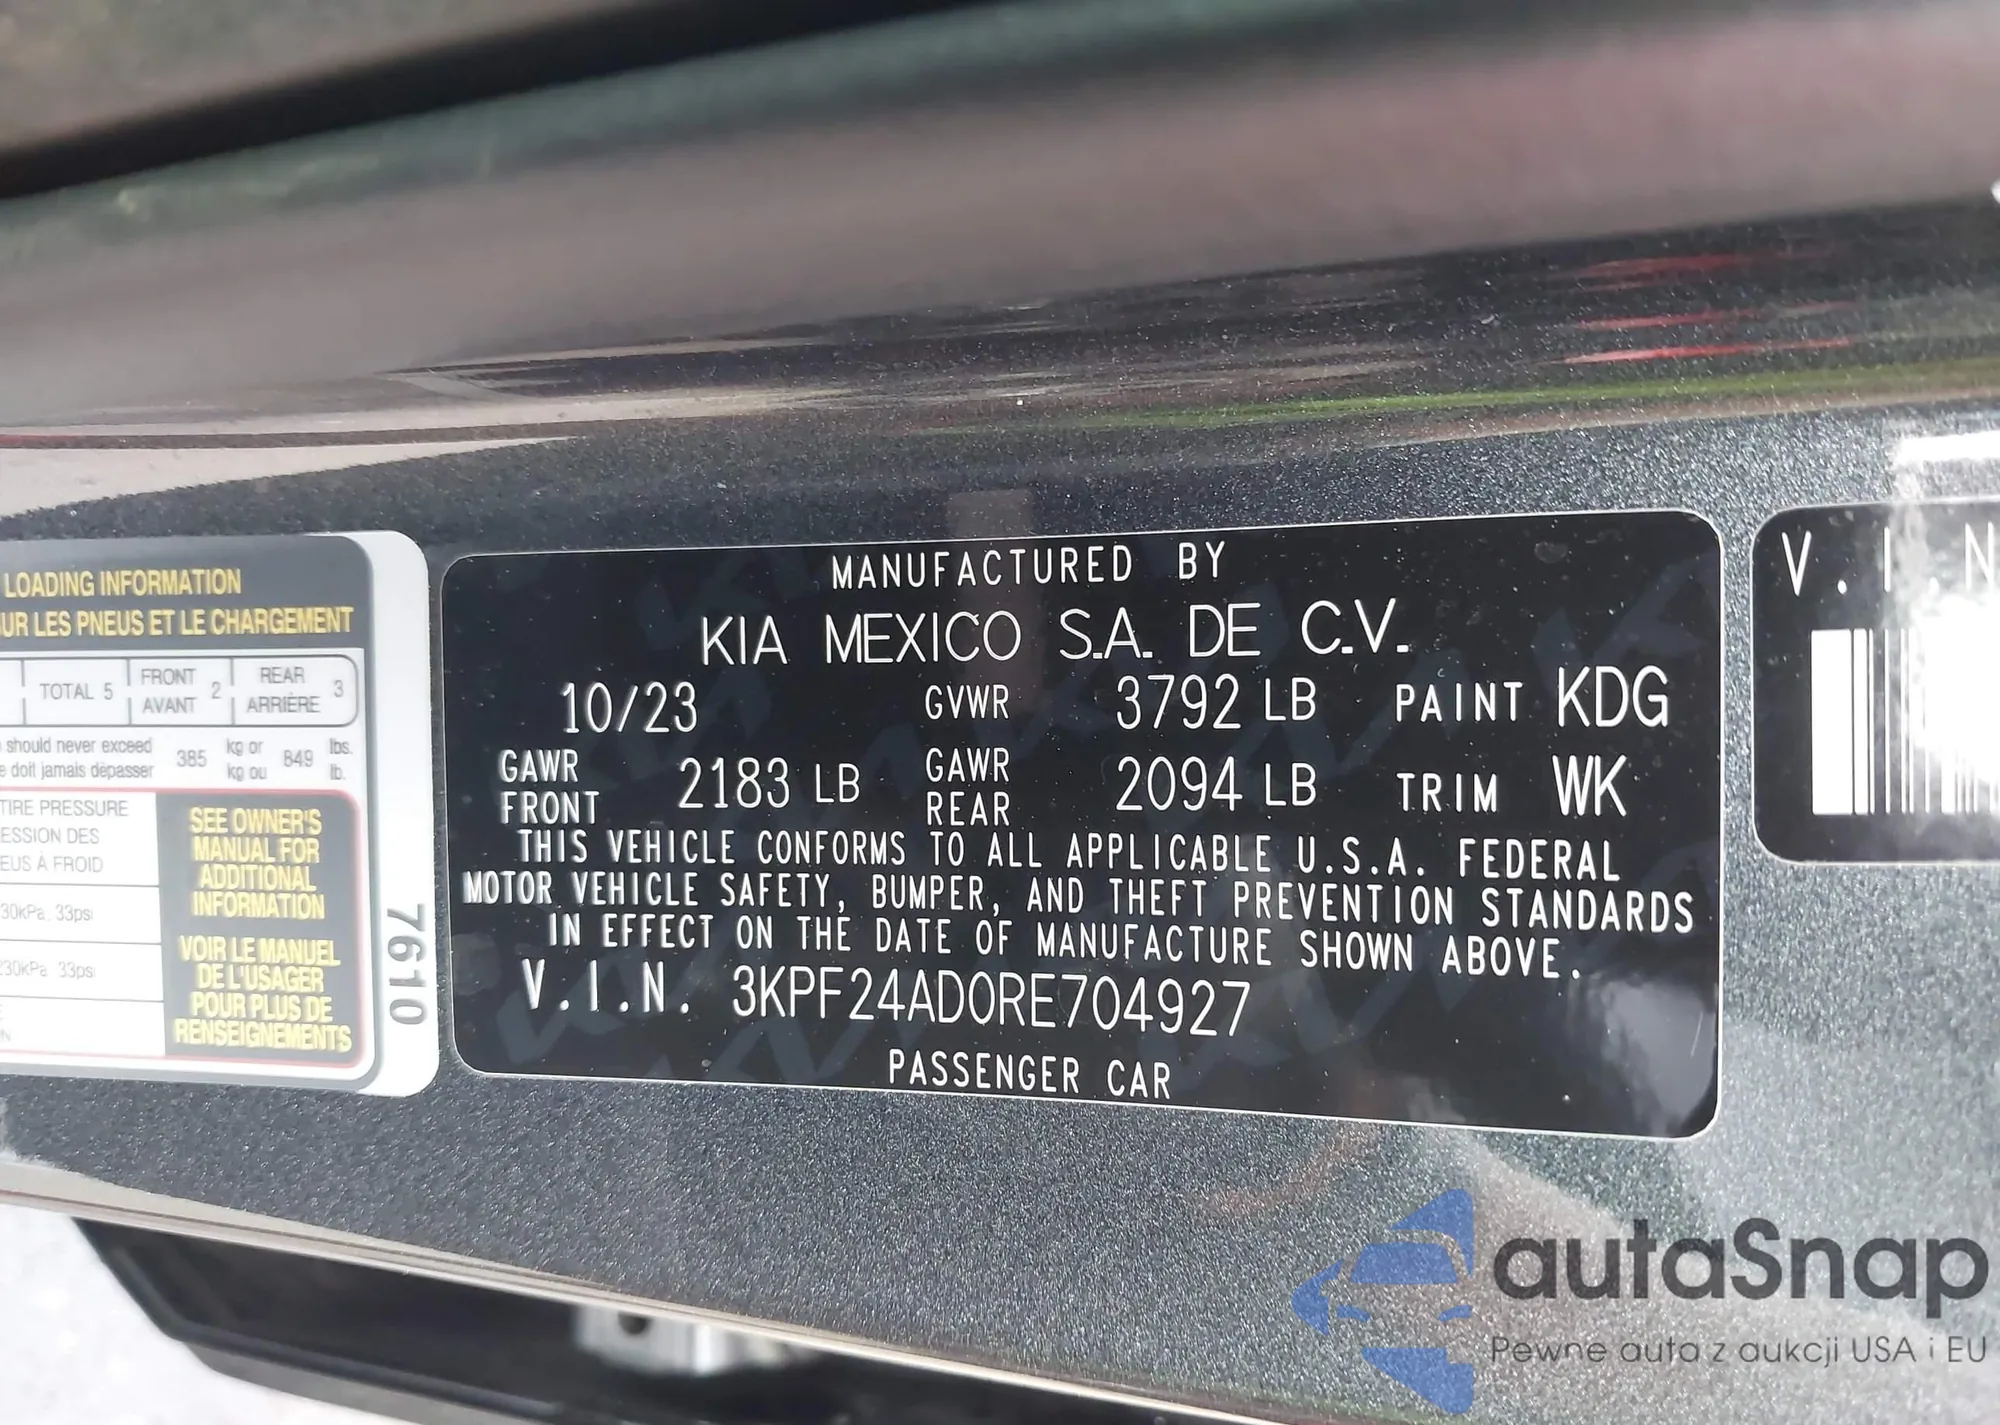 LOADING INFORMATION
SUR LES PNEUS ET LE CHARGEMENT
TOTAL 5 FRONT AVANT 2 REAR ARRIÈRE 3
should never exceed 385 kg or 849 lbs.
doit jamais dépasser kg ou lb.
TIRE PRESSURE
DES
À FROID
33psi
230kPa, 33psi
SEE OWNER'S
MANUAL FOR
ADDITIONAL
INFORMATION
VOIR LE MANUEL
DE L'USAGER
POUR PLUS DE
RENSEIGNEMENTS
7610
MANUFACTURED BY
KIA MEXICO S.A. DE C.V.
10/23 GVWR 3792 LB PAINT KDG
GAWR FRONT 2183 LB GAWR REAR 2094 LB TRIM WK
THIS VEHICLE CONFORMS TO ALL APPLICABLE U.S.A. FEDERAL
MOTOR VEHICLE SAFETY, BUMPER, AND THEFT PREVENTION STANDARDS
IN EFFECT ON THE DATE OF MANUFACTURE SHOWN ABOVE.
V.I.N. 3KPF24AD0RE704927
PASSENGER CAR
V.I.N
autaSnap
Pewne auta z aukcji USA i EU